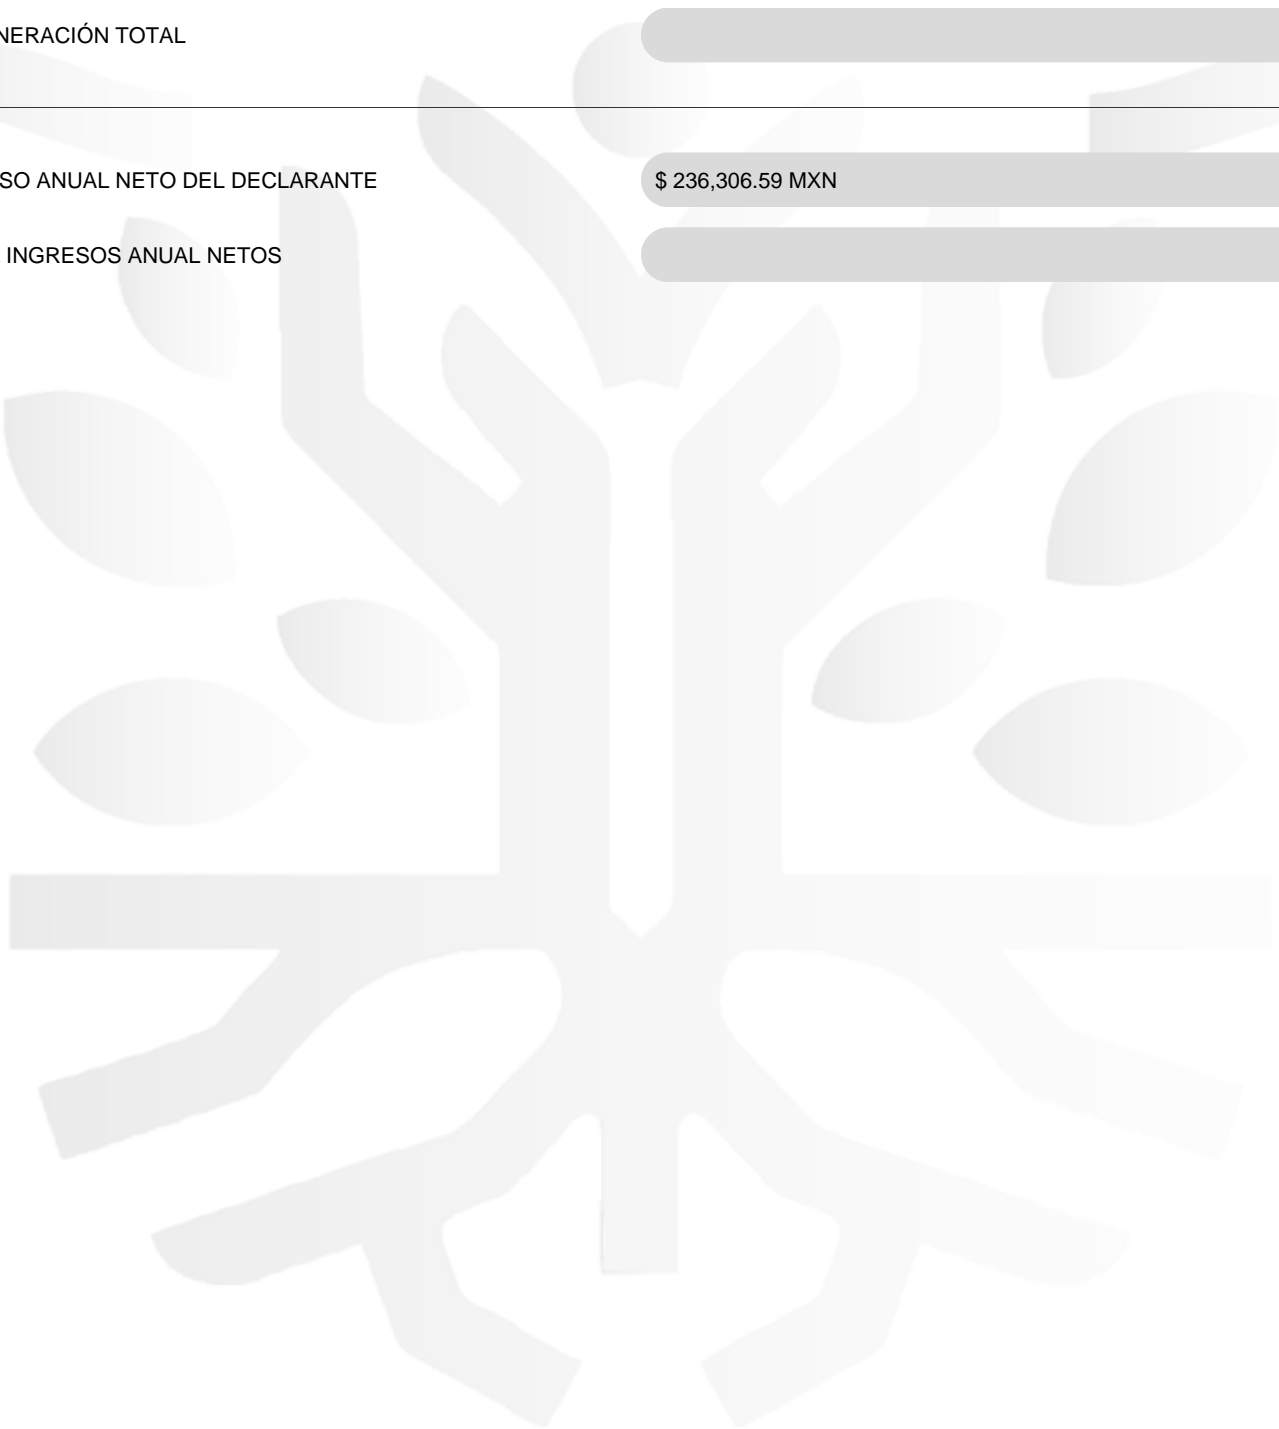 NERACIÓN TOTAL
SO ANUAL NETO DEL DECLARANTE $ 236,306.59 MXN
INGRESOS ANUAL NETOS